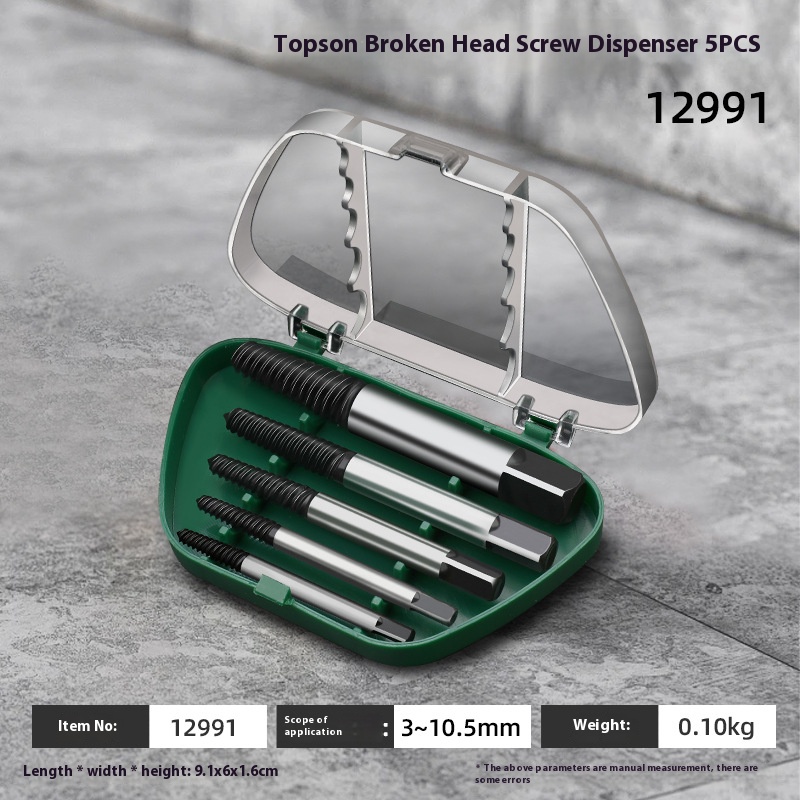 Topson Broken Head Screw Dispenser 5PCS
12991
Item No: 12991
Scope of application : 3~10.5mm
Weight: 0.10kg
Length * width * height: 9.1x6x1.6cm
* The above parameters are manual measurement, there are
some errors